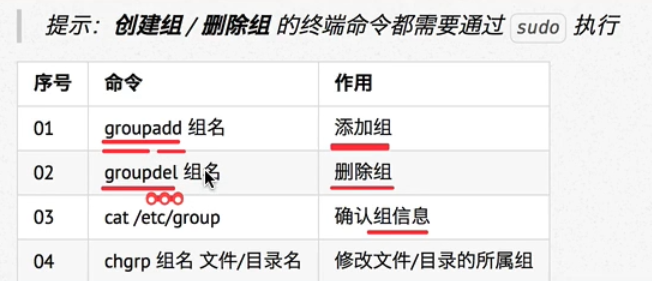 提示：创建组 / 删除组 的终端命令都需要通过 sudo 执行
序号 命令 作用
01 groupadd 组名 添加组
02 groupdel 组名 删除组
03 cat /etc/group 确认组信息
04 chgrp 组名 文件/目录名 修改文件/目录的所属组